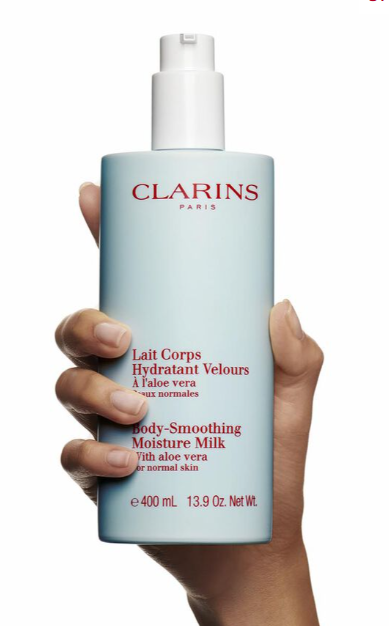 CLARINS
PARIS
Lait Corps
Hydratant Velours
À l'aloe vera
eaux normales
Body-Smoothing
Moisture Milk
With aloe vera
or normal skin
℮ 400 mL 13.9 Oz. Net Wt.